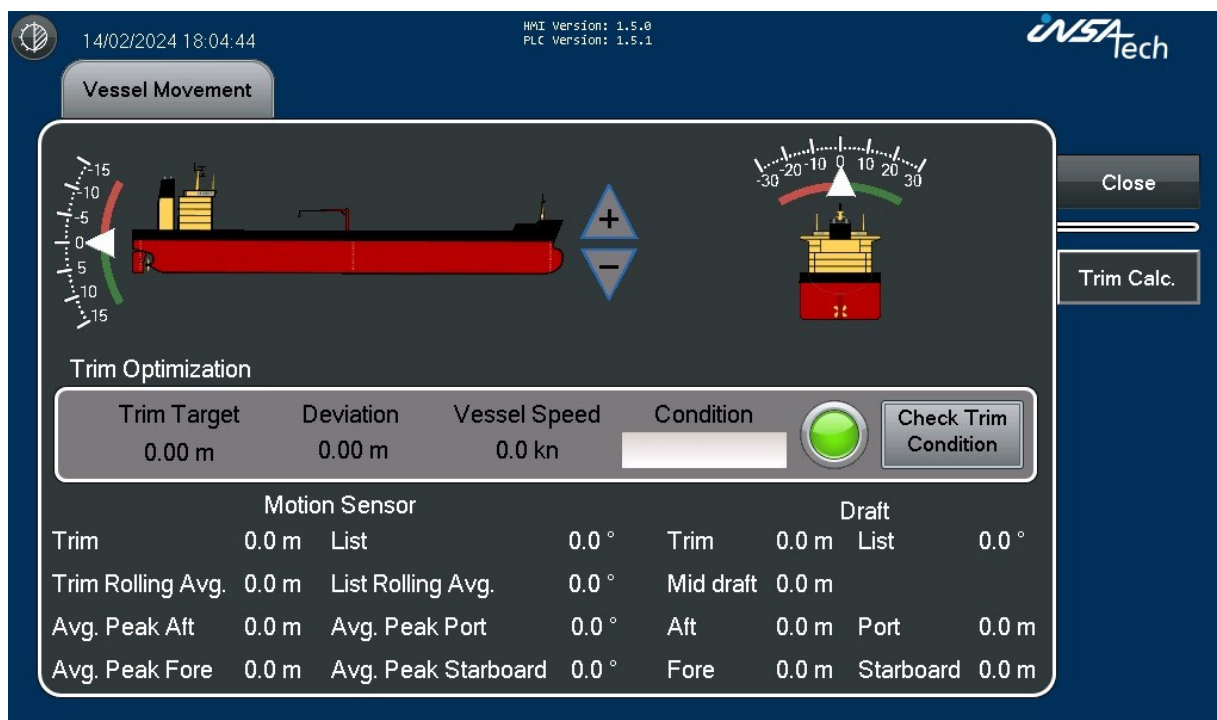 14/02/2024 18:04:44
HMI Version: 1.5.0
PLC Version: 1.5.1
iNSATech
Vessel Movement
-15
-10
-5
0
5
10
15
-30 -20 -10 0 10 20 30
+
-
Close
Trim Calc.
Trim Optimization
Trim Target Deviation Vessel Speed Condition
0.00 m 0.00 m 0.0 kn
Check Trim
Condition
Motion Sensor
Trim 0.0 m List 0.0 °
Trim Rolling Avg. 0.0 m List Rolling Avg. 0.0 °
Avg. Peak Aft 0.0 m Avg. Peak Port 0.0 °
Avg. Peak Fore 0.0 m Avg. Peak Starboard 0.0 °
Draft
Trim 0.0 m List 0.0 °
Mid draft 0.0 m
Aft 0.0 m Port 0.0 m
Fore 0.0 m Starboard 0.0 m